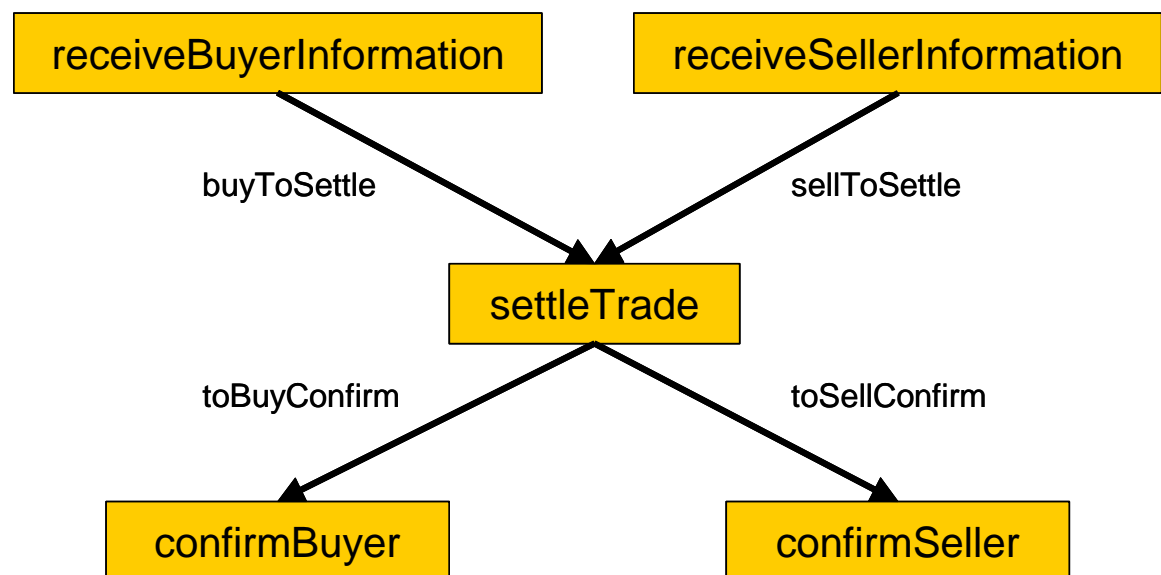 receiveBuyerInformation
receiveSellerInformation
buyToSettle
sellToSettle
settleTrade
toBuyConfirm
toSellConfirm
confirmBuyer
confirmSeller